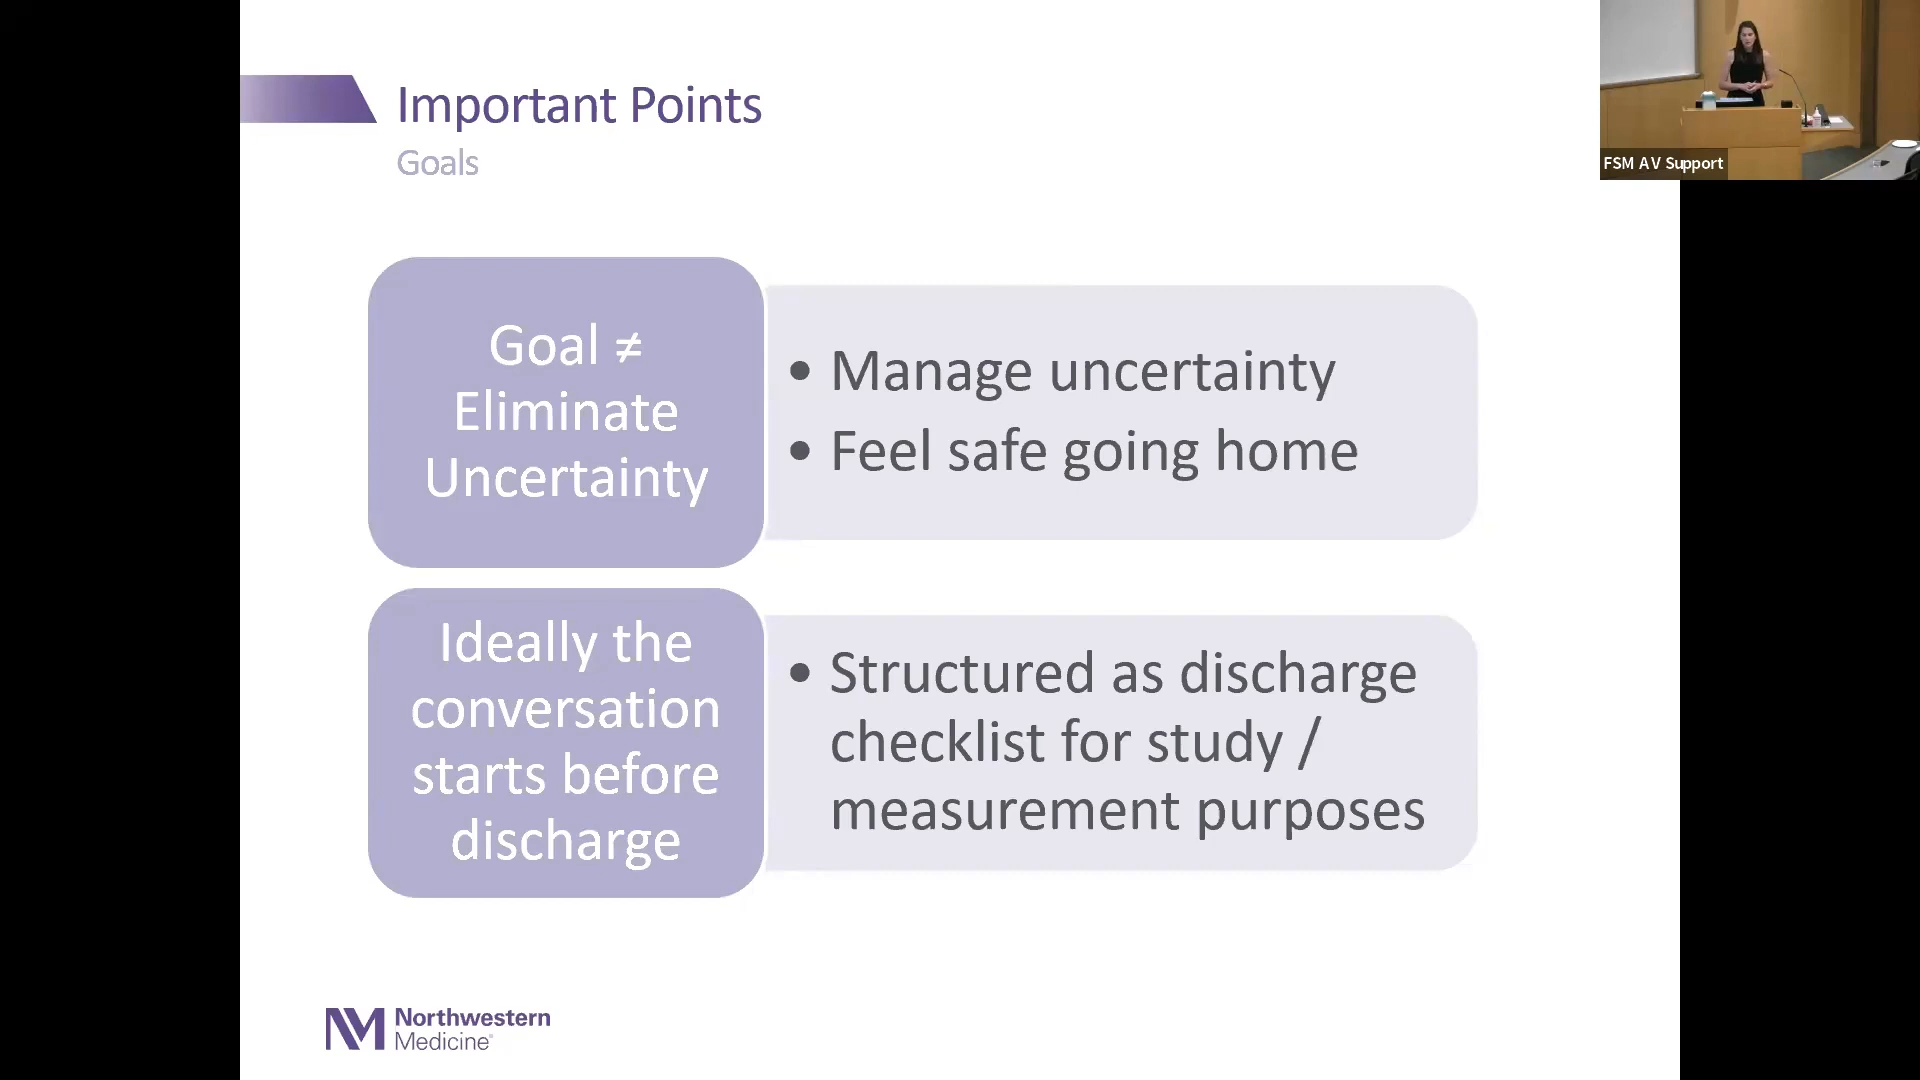 Important Points
Goals
Goal ≠
Eliminate
Uncertainty
• Manage uncertainty
• Feel safe going home
Ideally the
conversation
starts before
discharge
• Structured as discharge
checklist for study /
measurement purposes
NM Northwestern
Medicine®
FSM AV Support